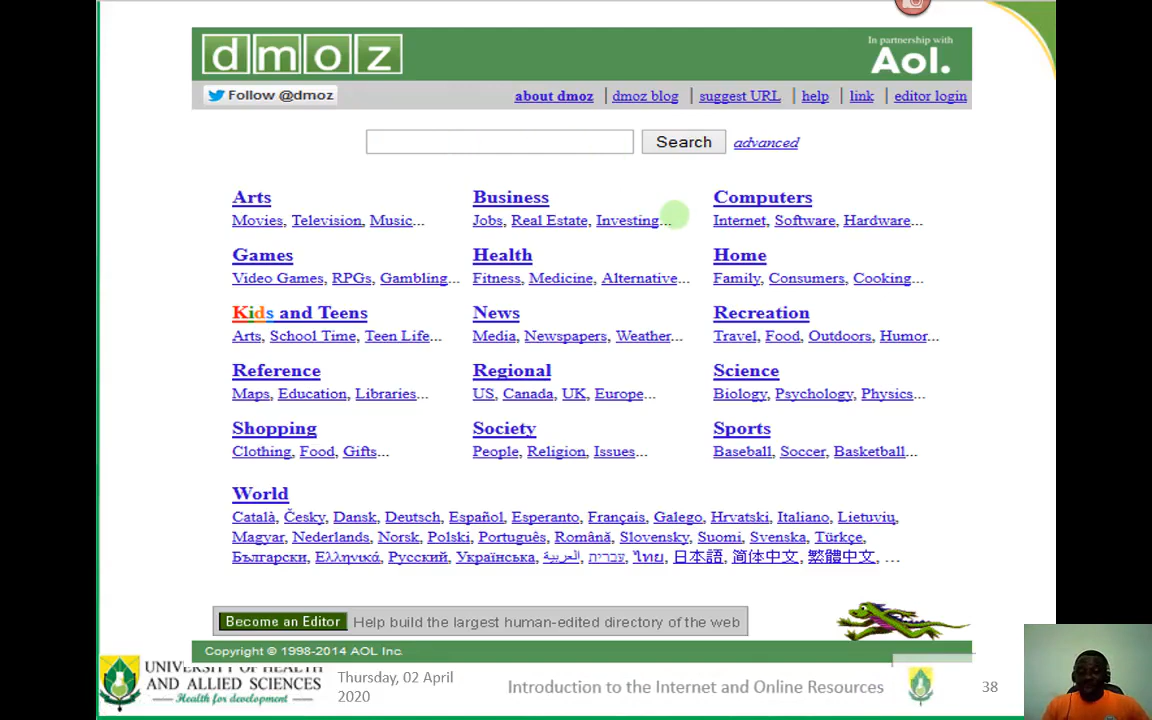 dmoz
In partnership with
Aol.
Follow @dmoz
about dmoz | dmoz blog | suggest URL | help | link | editor login
Search advanced
Arts
Movies, Television, Music...
Business
Jobs, Real Estate, Investing...
Computers
Internet, Software, Hardware...
Games
Video Games, RPGs, Gambling...
Health
Fitness, Medicine, Alternative...
Home
Family, Consumers, Cooking...
Kids and Teens
Arts, School Time, Teen Life...
News
Media, Newspapers, Weather...
Recreation
Travel, Food, Outdoors, Humor...
Reference
Maps, Education, Libraries...
Regional
US, Canada, UK, Europe...
Science
Biology, Psychology, Physics...
Shopping
Clothing, Food, Gifts...
Society
People, Religion, Issues...
Sports
Baseball, Soccer, Basketball...
World
Català, Česky, Dansk, Deutsch, Español, Esperanto, Français, Galego, Hrvatski, Italiano, Lietuvių,
Magyar, Nederlands, Norsk, Polski, Português, Română, Slovensky, Suomi, Svenska, Türkçe,
Български, Ελληνικά, Русский, Українська, العربية, עברית, ไทย, 日本語, 简体中文, 繁體中文, ...
Become an Editor Help build the largest human-edited directory of the web
Copyright © 1998-2014 AOL Inc.
UNIVERSITY OF HEALTH
AND ALLIED SCIENCES
Health for development
Thursday, 02 April
2020
Introduction to the Internet and Online Resources
38